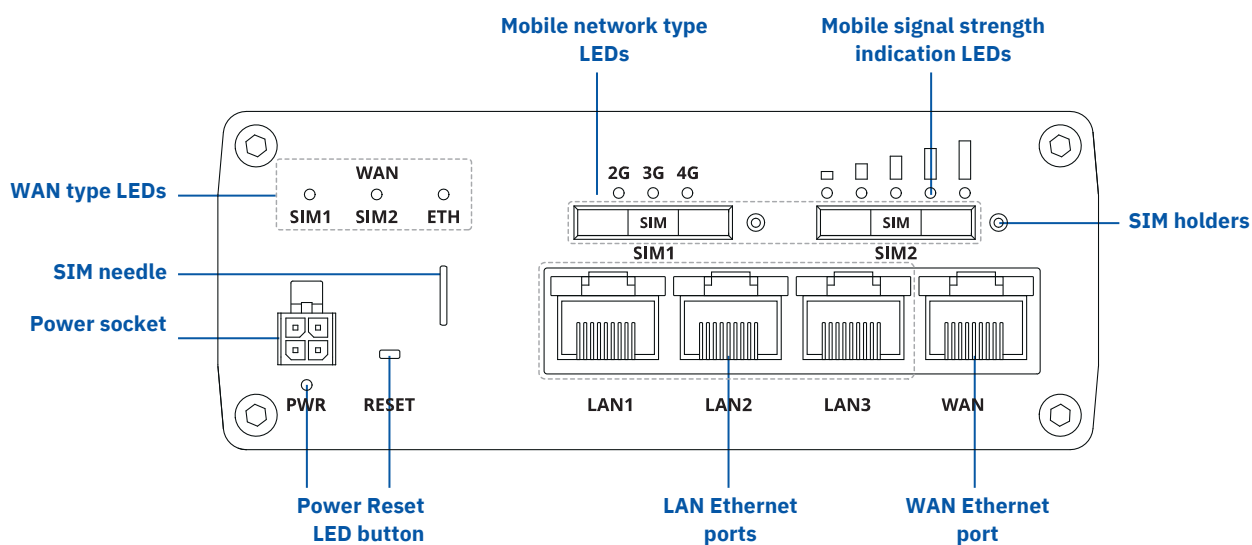 Mobile network type
LEDs
Mobile signal strength
indication LEDs
WAN
2G 3G 4G
WAN type LEDs
SIM1 SIM2 ETH
SIM
SIM
SIM holders
SIM1
SIM2
SIM needle
Power socket
PWR RESET
LAN1 LAN2 LAN3 WAN
Power Reset
LED button
LAN Ethernet
ports
WAN Ethernet
port